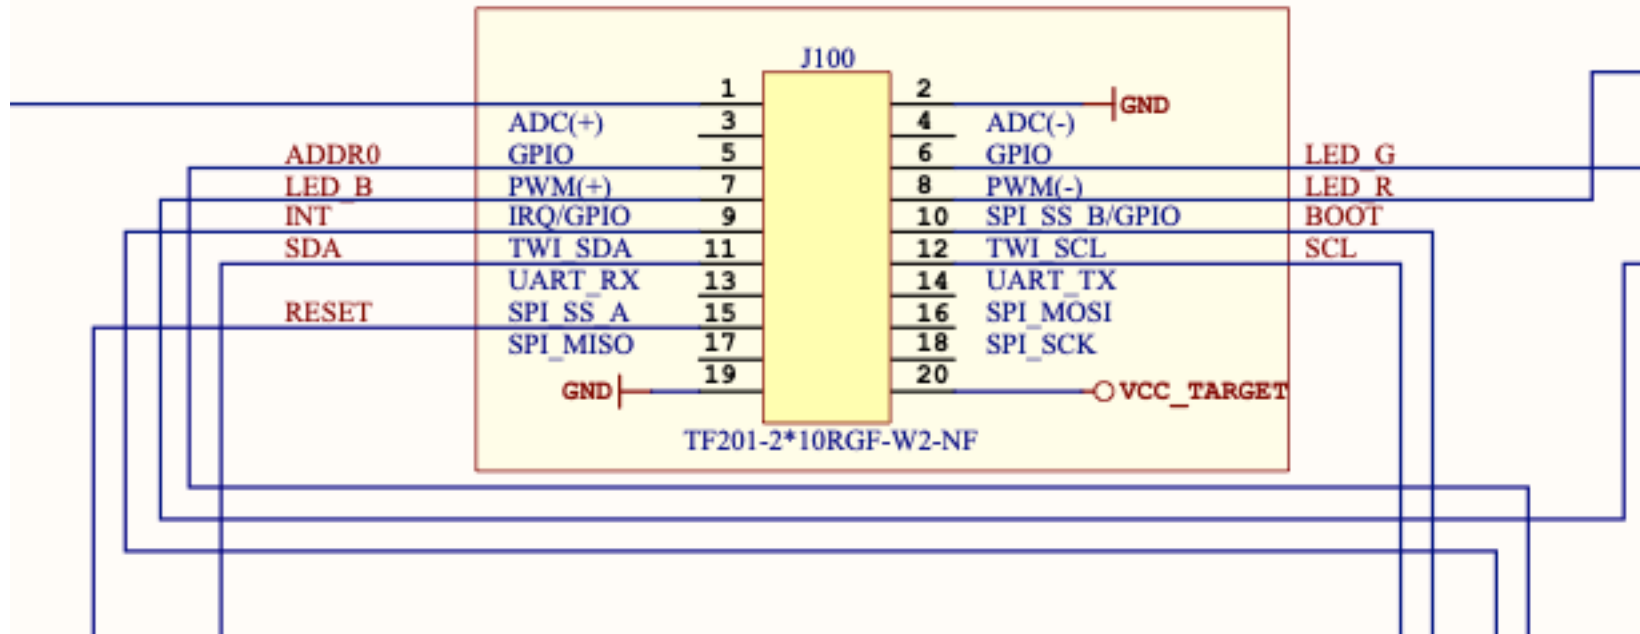 J100
1 2 GND
ADC(+) 3 4 ADC(-)
ADDR0 GPIO 5 6 GPIO LED_G
LED_B PWM(+) 7 8 PWM(-) LED_R
INT IRQ/GPIO 9 10 SPI_SS_B/GPIO BOOT
SDA TWI_SDA 11 12 TWI_SCL SCL
UART_RX 13 14 UART_TX
RESET SPI_SS_A 15 16 SPI_MOSI
SPI_MISO 17 18 SPI_SCK
GND 19 20 VCC_TARGET
TF201-2*10RGF-W2-NF